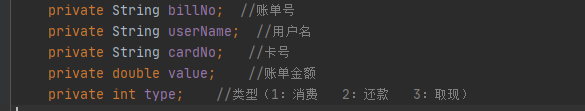 private String billNo;  //账单号
private String userName;  //用户名
private String cardNo;   //卡号
private double value;    //账单金额
private int type;    //类型（1：消费   2：还款   3：取现）